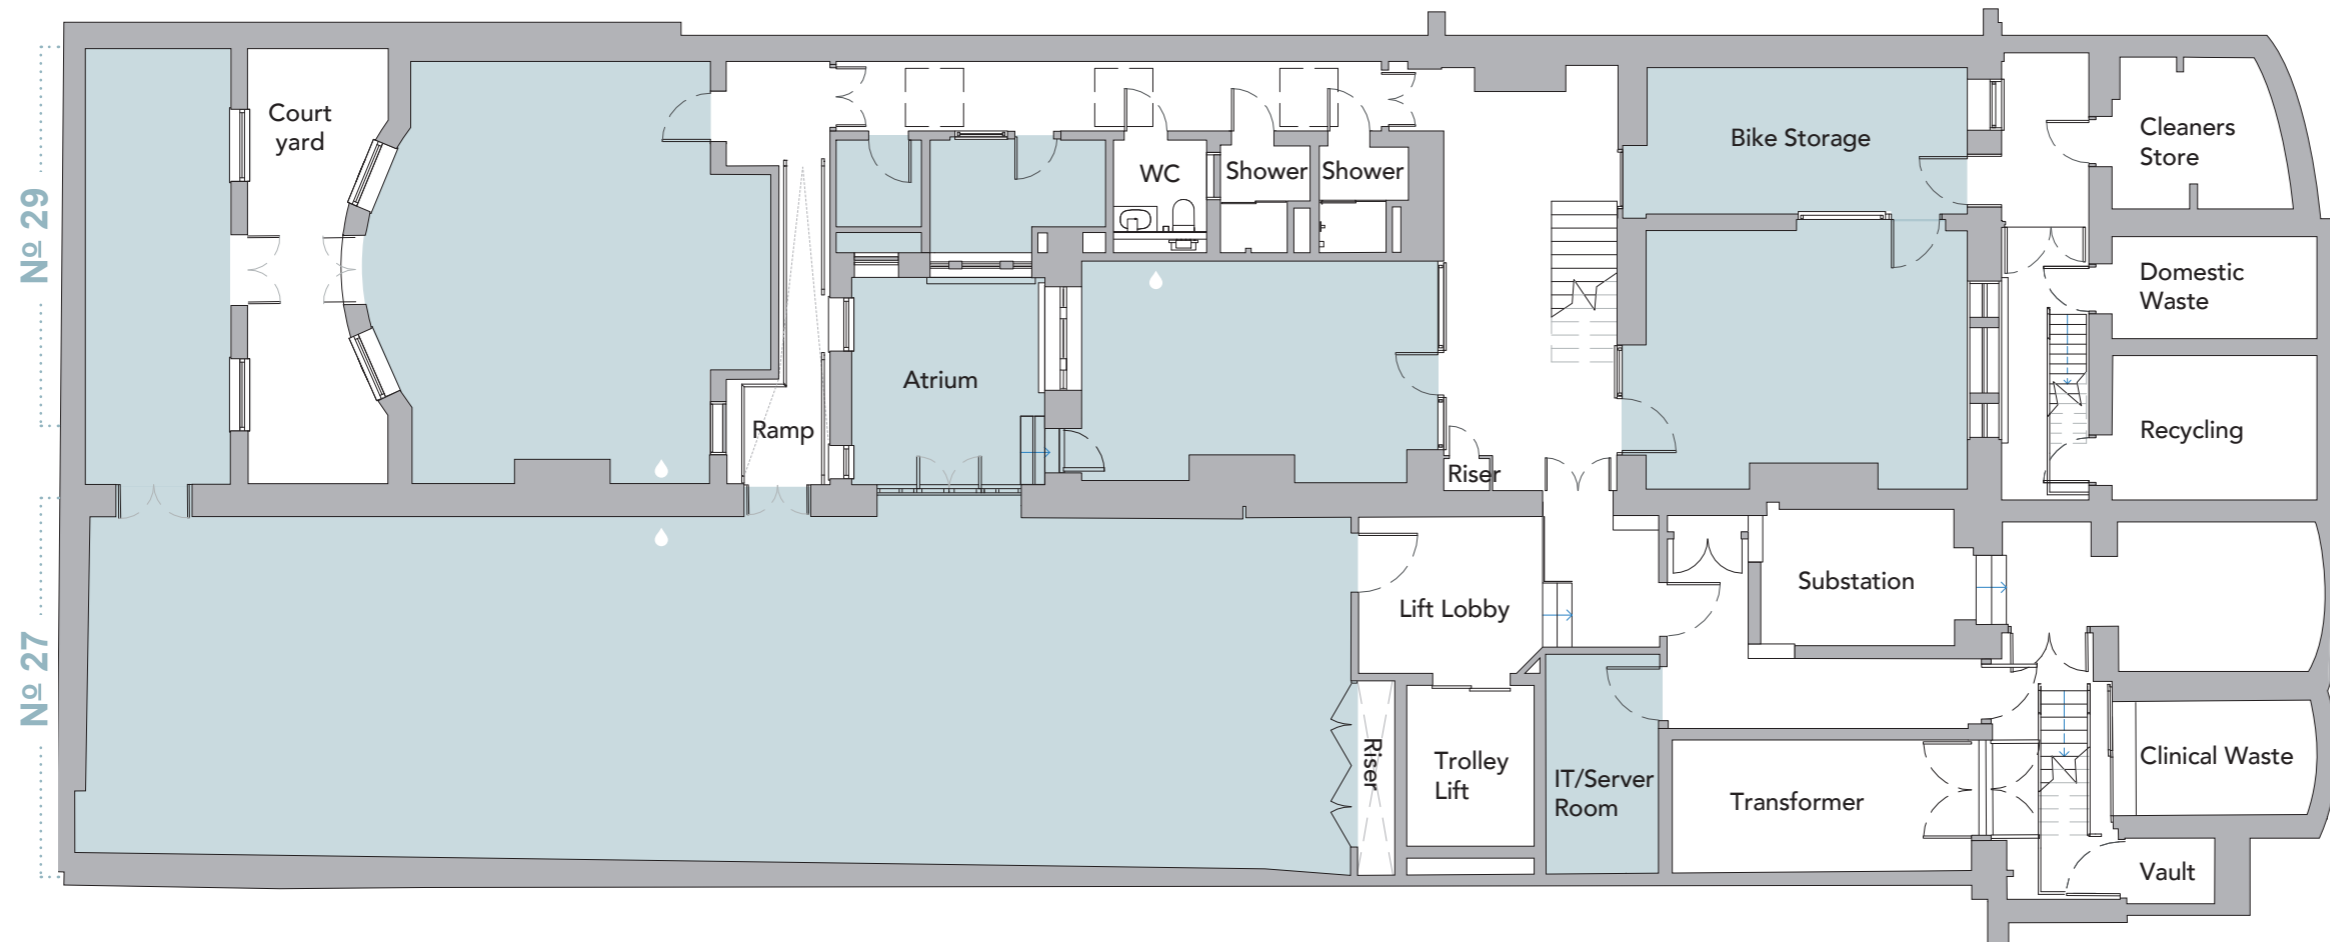 Nº 29
Court
yard
Ramp
Atrium
WC
Shower
Shower
Riser
Bike Storage
Cleaners
Store
Domestic
Waste
Recycling
Nº 27
Lift Lobby
Riser
Trolley
Lift
IT/Server
Room
Substation
Transformer
Clinical Waste
Vault